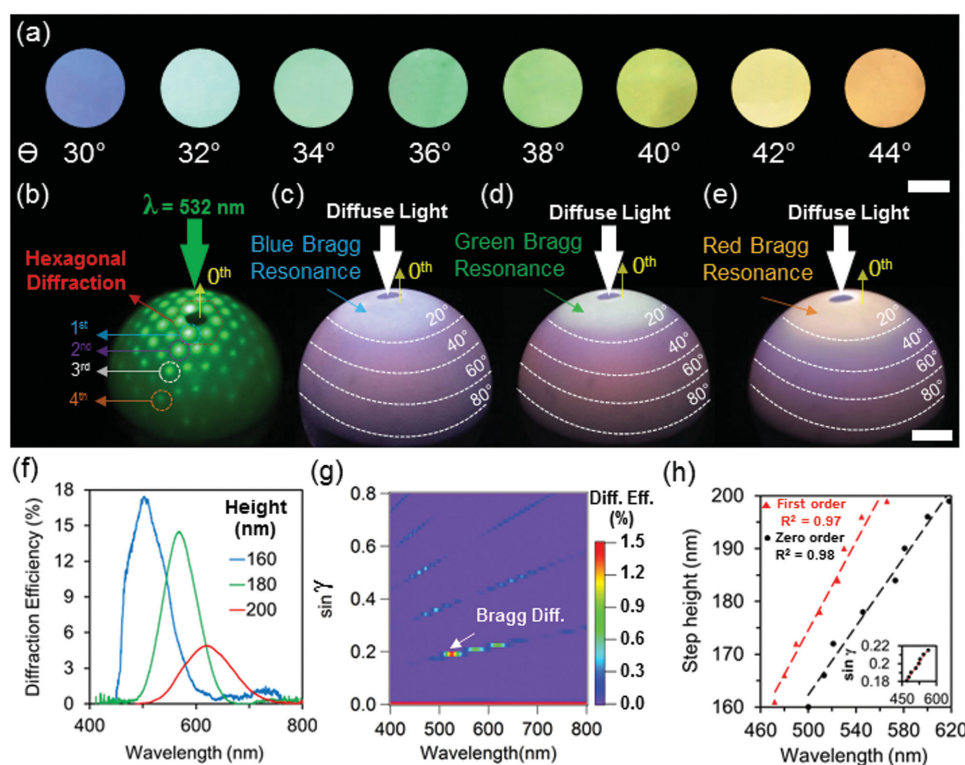 (a)
Θ 30° 32° 34° 36° 38° 40° 42° 44°
(b)
λ = 532 nm
0th
Hexagonal
Diffraction
1st
2nd
3rd
4th
(c)
Diffuse Light
Blue Bragg
Resonance
0th
20°
40°
60°
80°
(d)
Diffuse Light
Green Bragg
Resonance
0th
20°
40°
60°
80°
(e)
Diffuse Light
Red Bragg
Resonance
0th
20°
40°
60°
80°
(f)
Diffraction Efficiency (%)
18
15
12
9
6
3
0
Height
(nm)
160
180
200
400 500 600 700 800
Wavelength(nm)
(g)
sin γ
0.8
0.6
0.4
0.2
0.0
Bragg Diff.
400 500 600 700 800
Wavelength(nm)
Diff. Eff.
(%)
1.5
1.2
0.9
0.6
0.3
0.0
(h)
Step height (nm)
200
190
180
170
160
First order
R² = 0.97
Zero order
R² = 0.98
sin γ
0.22
0.2
0.18
450 600
460 500 540 580 620
Wavelength (nm)